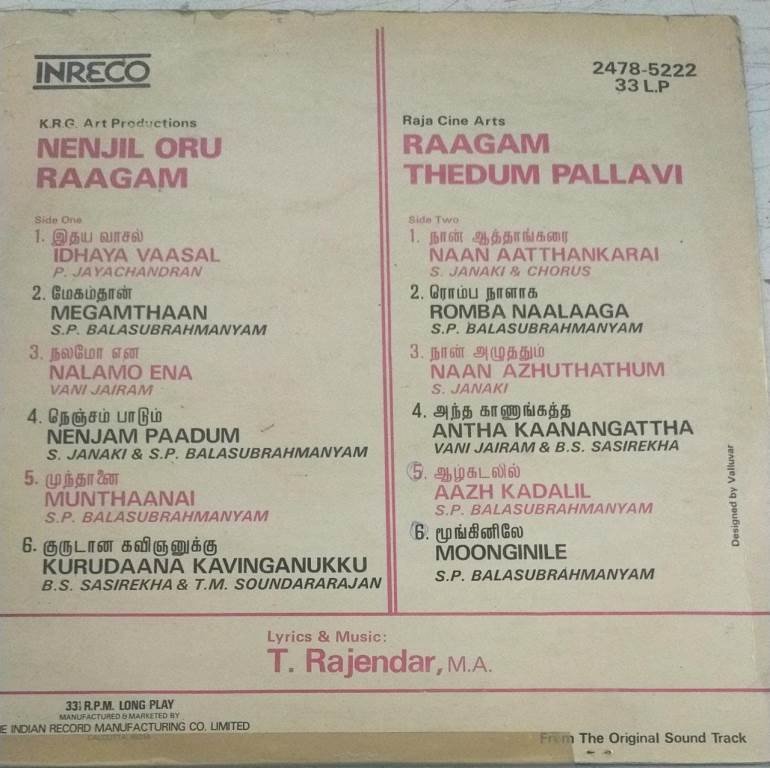 INRECO
2478-5222
33 L.P
K.R.G. Art Productions
NENJIL ORU
RAAGAM
Side One
1. இதய வாசல்
IDHAYA VAASAL
P. JAYACHANDRAN
2. மேகம்தான்
MEGAMTHAAN
S.P. BALASUBRAHMANYAM
3. நலமோ என
NALAMO ENA
VANI JAIRAM
4. நெஞ்சம் பாடும்
NENJAM PAADUM
S. JANAKI & S.P. BALASUBRAHMANYAM
5. முந்தானை
MUNTHAANAI
S.P. BALASUBRAHMANYAM
6. குருடான கவிஞனுக்கு
KURUDAANA KAVINGANUKKU
B.S. SASIREKHA & T.M. SOUNDARARAJAN
Raja Cine Arts
RAAGAM
THEDUM PALLAVI
Side Two
1. நான் ஆத்தாங்கரை
NAAN AATTHANKARAI
S. JANAKI & CHORUS
2. ரொம்ப நாளாக
ROMBA NAALAAGA
S.P. BALASUBRAHMANYAM
3. நான் அழுததும்
NAAN AZHUTHATHUM
S. JANAKI
4. அந்த காணாங்கத்த
ANTHA KAANANGATTHA
VANI JAIRAM & B.S. SASIREKHA
5. ஆழ்கடலில்
AAZH KADALIL
S.P. BALASUBRAHMANYAM
6. மூங்கினிலே
MOONGINILE
S.P. BALASUBRAHMANYAM
Designed by Valluvar
Lyrics & Music:
T. Rajendar, M.A.
33⅓ R.P.M. LONG PLAY
MANUFACTURED & MARKETED BY
E INDIAN RECORD MANUFACTURING CO. LIMITED
CALCUTTA, INDIA
From The Original Sound Track